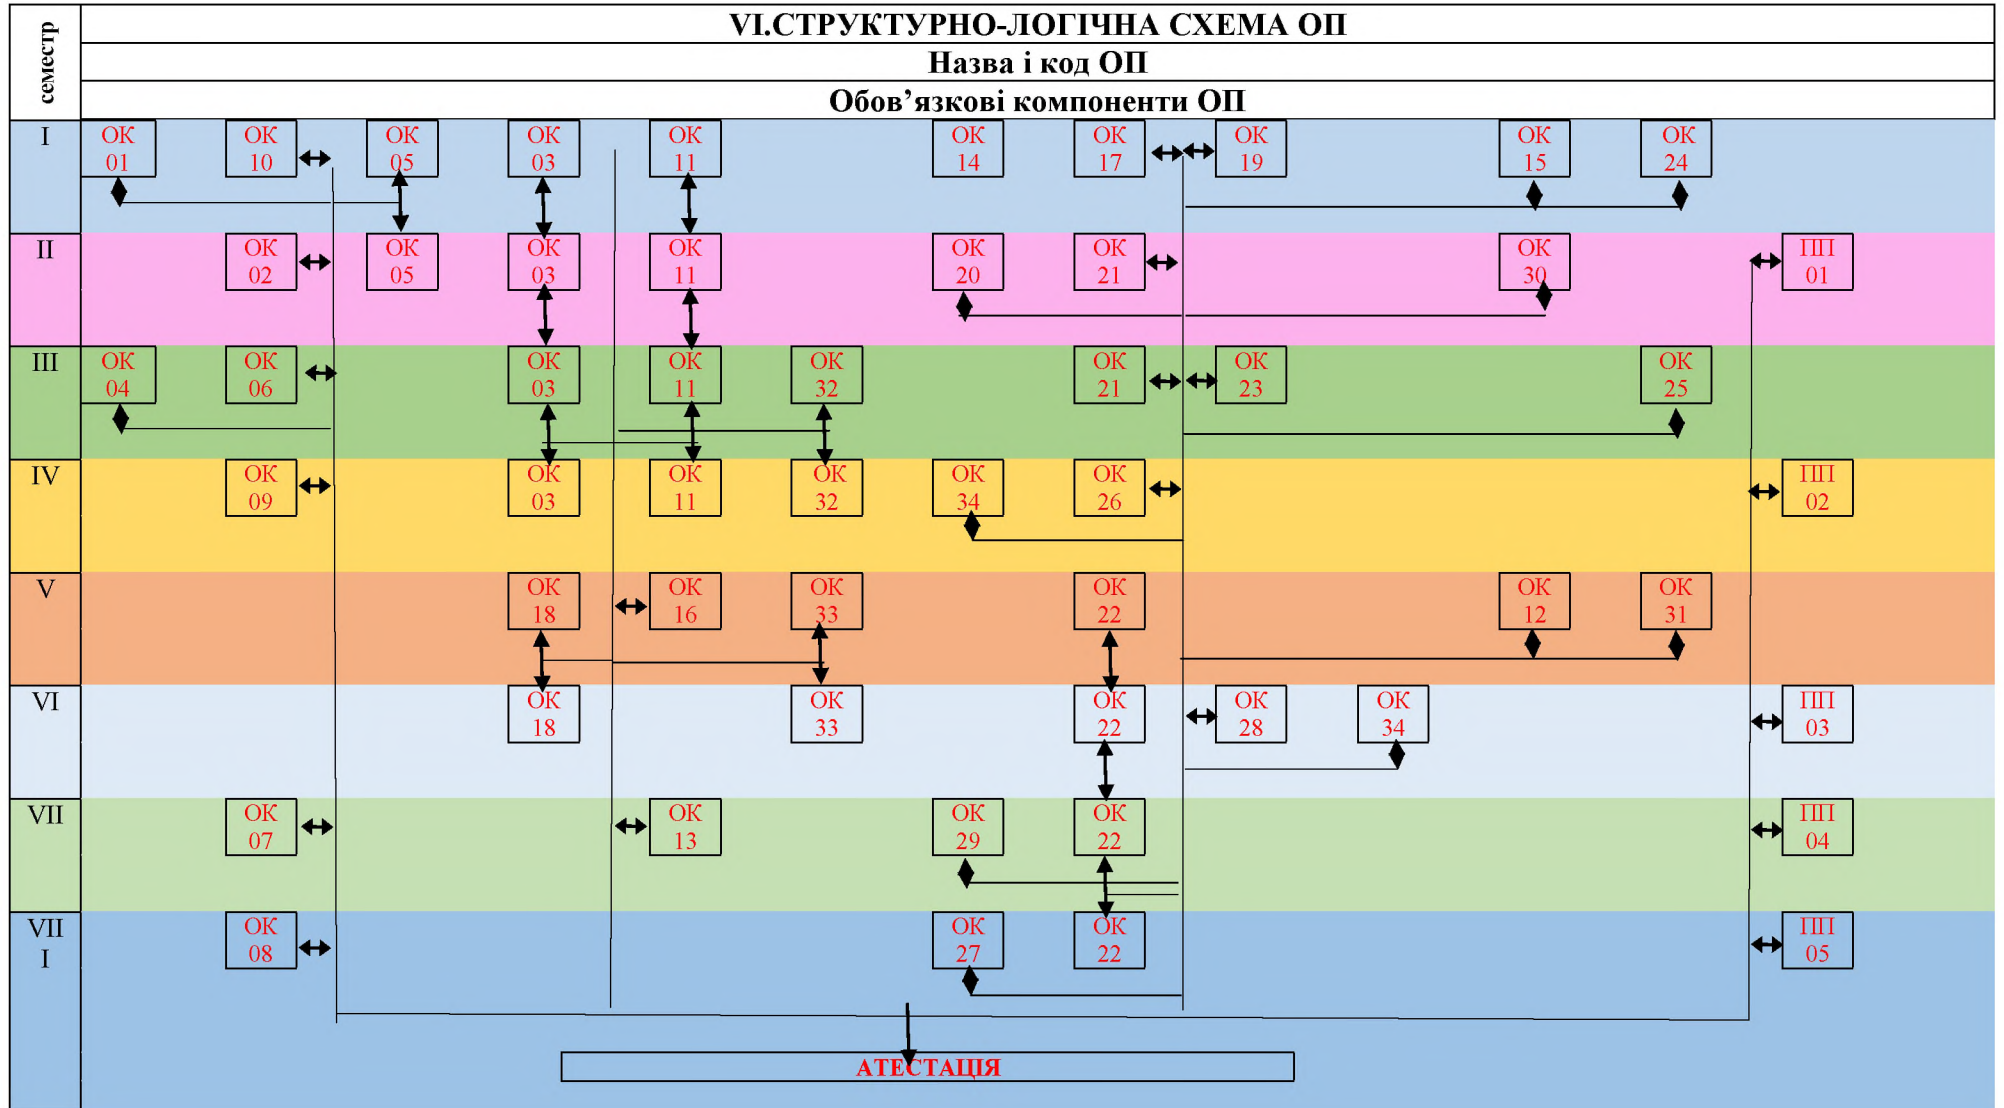 семестр
VI.СТРУКТУРНО-ЛОГІЧНА СХЕМА ОП
Назва і код ОП
Обов’язкові компоненти ОП
I
ОК
01
ОК
10
ОК
05
ОК
03
ОК
11
ОК
14
ОК
17
ОК
19
ОК
15
ОК
24
II
ОК
02
ОК
05
ОК
03
ОК
11
ОК
20
ОК
21
ОК
30
ПП
01
III
ОК
04
ОК
06
ОК
03
ОК
11
ОК
32
ОК
21
ОК
23
ОК
25
IV
ОК
09
ОК
03
ОК
11
ОК
32
ОК
34
ОК
26
ПП
02
V
ОК
18
ОК
16
ОК
33
ОК
22
ОК
12
ОК
31
VI
ОК
18
ОК
33
ОК
22
ОК
28
ОК
34
ПП
03
VII
ОК
07
ОК
13
ОК
29
ОК
22
ПП
04
VII
I
ОК
08
ОК
27
ОК
22
ПП
05
АТЕСТАЦІЯ